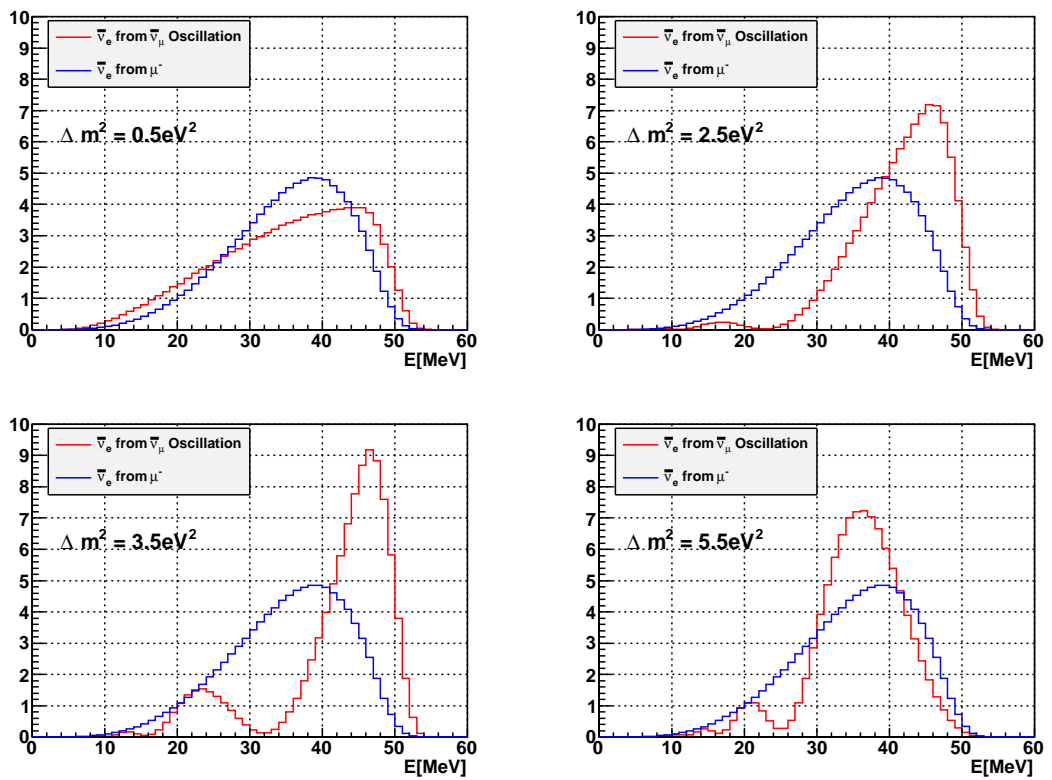 10
9
8
7
6
5
4
3
2
1
0
ν̅e from ν̅μ Oscillation
ν̅e from μ-
Δ m² = 0.5eV²
0 10 20 30 40 50 60
E[MeV]
10
9
8
7
6
5
4
3
2
1
0
ν̅e from ν̅μ Oscillation
ν̅e from μ-
Δ m² = 2.5eV²
0 10 20 30 40 50 60
E[MeV]
10
9
8
7
6
5
4
3
2
1
0
ν̅e from ν̅μ Oscillation
ν̅e from μ-
Δ m² = 3.5eV²
0 10 20 30 40 50 60
E[MeV]
10
9
8
7
6
5
4
3
2
1
0
ν̅e from ν̅μ Oscillation
ν̅e from μ-
Δ m² = 5.5eV²
0 10 20 30 40 50 60
E[MeV]